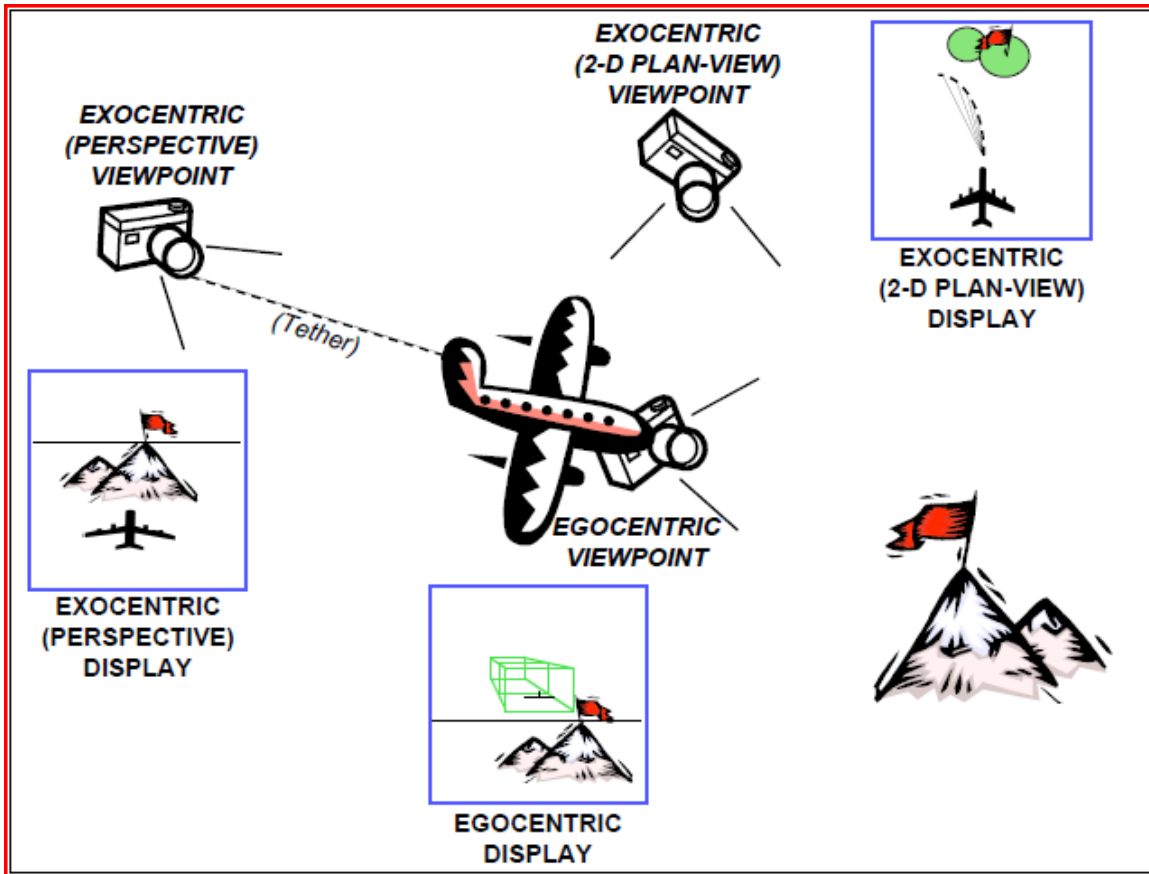 EXOCENTRIC
(PERSPECTIVE)
VIEWPOINT
EXOCENTRIC
(2-D PLAN-VIEW)
VIEWPOINT
EXOCENTRIC
(2-D PLAN-VIEW)
DISPLAY
(Tether)
EGOCENTRIC
VIEWPOINT
EXOCENTRIC
(PERSPECTIVE)
DISPLAY
EGOCENTRIC
DISPLAY